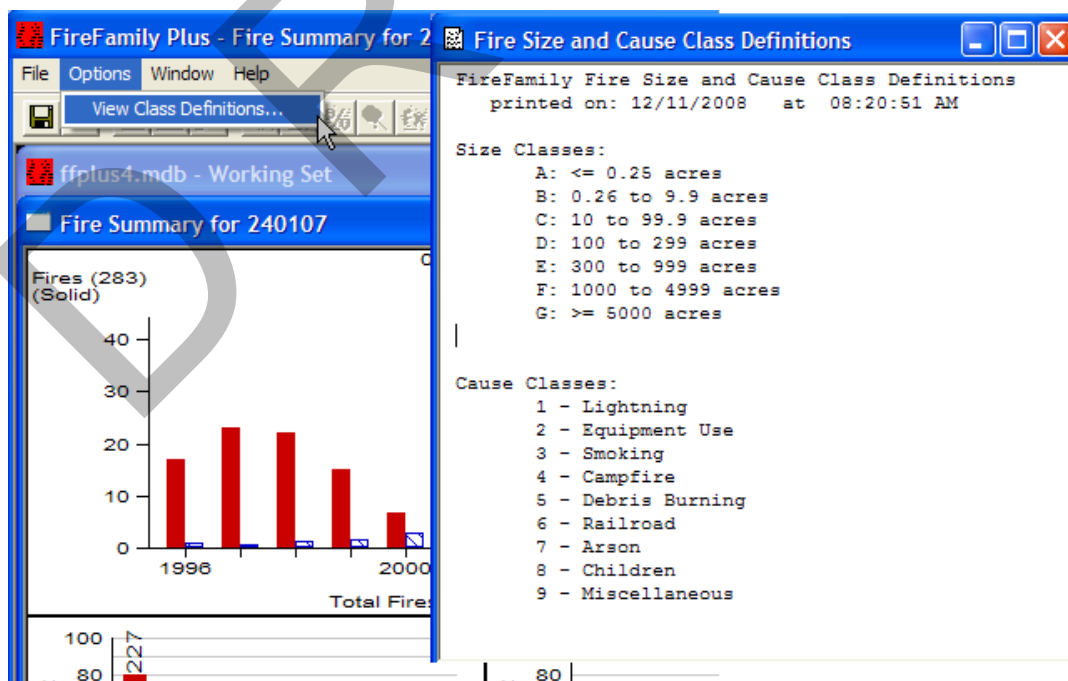 FireFamily Plus - Fire Summary for 2
File Options Window Help
View Class Definitions...
ffplus4.mdb - Working Set
Fire Summary for 240107
Fires (283)
(Solid)
40
30
20
10
0
1996
2000
Total Fires
100
227
80
Fire Size and Cause Class Definitions
FireFamily Fire Size and Cause Class Definitions
printed on: 12/11/2008 at 08:20:51 AM
Size Classes:
A: <= 0.25 acres
B: 0.26 to 9.9 acres
C: 10 to 99.9 acres
D: 100 to 299 acres
E: 300 to 999 acres
F: 1000 to 4999 acres
G: >= 5000 acres
Cause Classes:
1 - Lightning
2 - Equipment Use
3 - Smoking
4 - Campfire
5 - Debris Burning
6 - Railroad
7 - Arson
8 - Children
9 - Miscellaneous
80